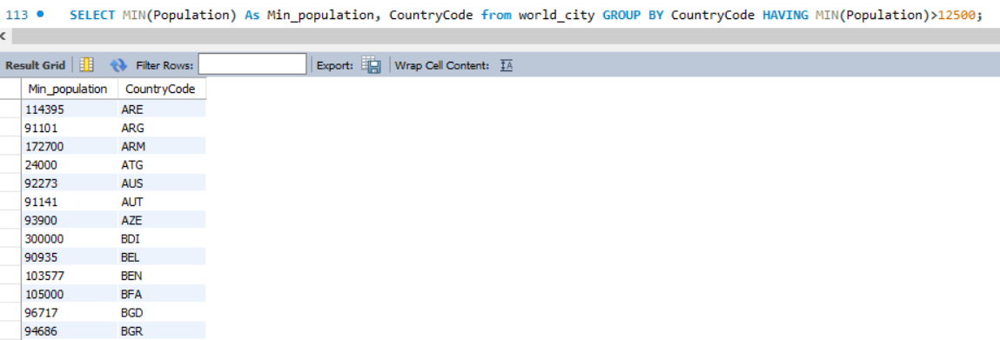 113 SELECT MIN(Population) As Min_population, CountryCode from world_city GROUP BY CountryCode HAVING MIN(Population)>12500;
Result Grid Filter Rows: Export: Wrap Cell Content: IA
Min_population CountryCode
114395 ARE
91101 ARG
172700 ARM
24000 ATG
92273 AUS
91141 AUT
93900 AZE
300000 BDI
90935 BEL
103577 BEN
105000 BFA
96717 BGD
94686 BGR